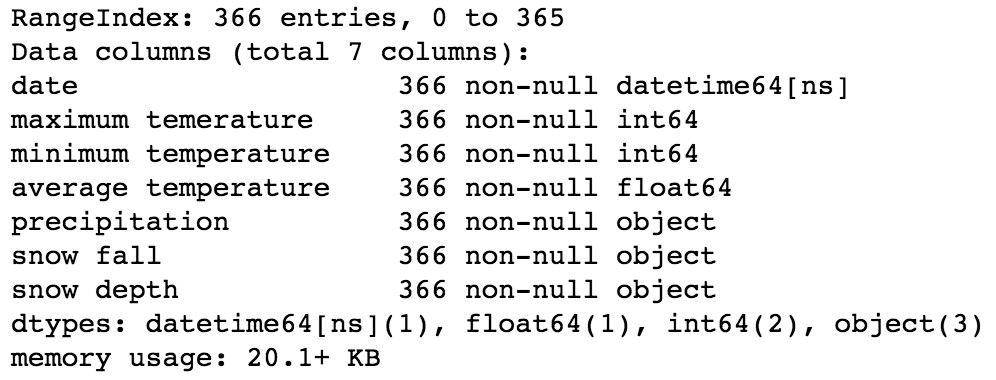 RangeIndex: 366 entries, 0 to 365
Data columns (total 7 columns):
date                   366 non-null datetime64[ns]
maximum temerature     366 non-null int64
minimum temperature    366 non-null int64
average temperature    366 non-null float64
precipitation          366 non-null object
snow fall              366 non-null object
snow depth             366 non-null object
dtypes: datetime64[ns](1), float64(1), int64(2), object(3)
memory usage: 20.1+ KB